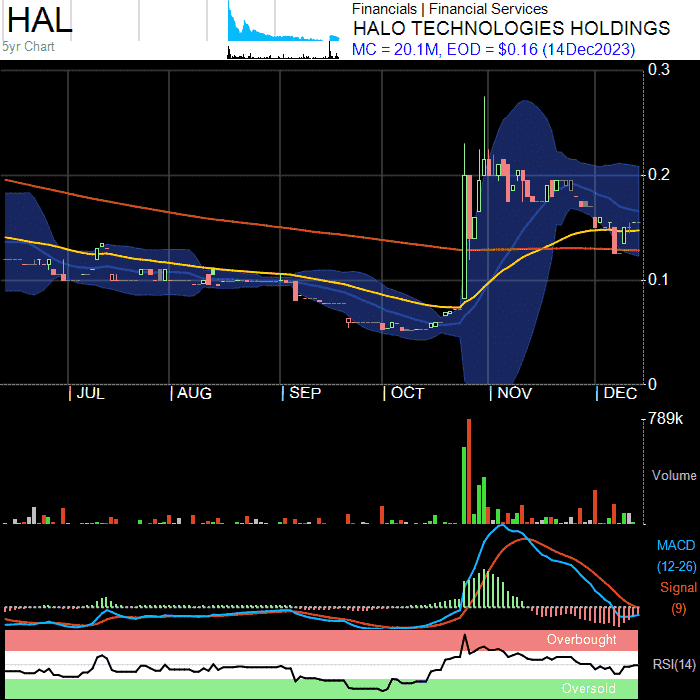 HAL
5yr Chart
Financials | Financial Services
HALO TECHNOLOGIES HOLDINGS
MC = 20.1M, EOD = $0.16 (14Dec2023)
0.3
0.2
0.1
0
JUL AUG SEP OCT NOV DEC
789k
Volume
MACD
(12-26)
Signal
(9)
Overbought
RSI(14)
Oversold